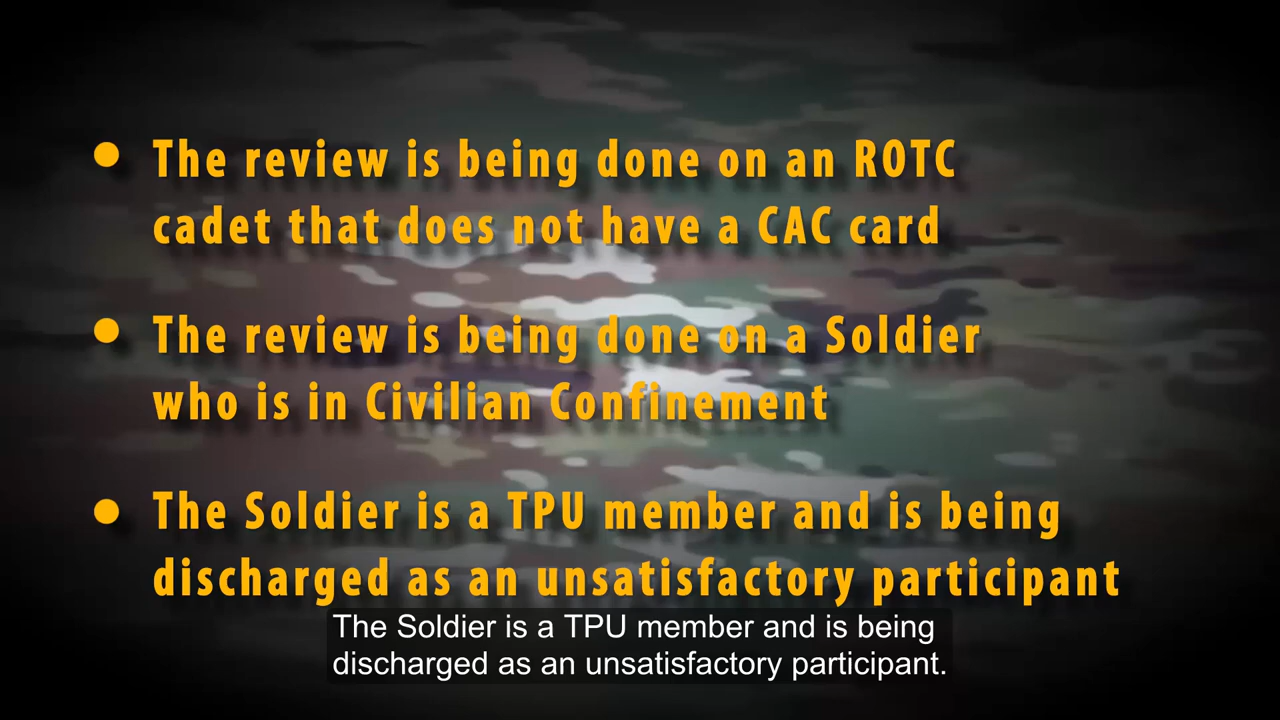 • The review is being done on an ROTC
cadet that does not have a CAC card
• The review is being done on a Soldier
who is in Civilian Confinement
• The Soldier is a TPU member and is being
discharged as an unsatisfactory participant
The Soldier is a TPU member and is being
discharged as an unsatisfactory participant.